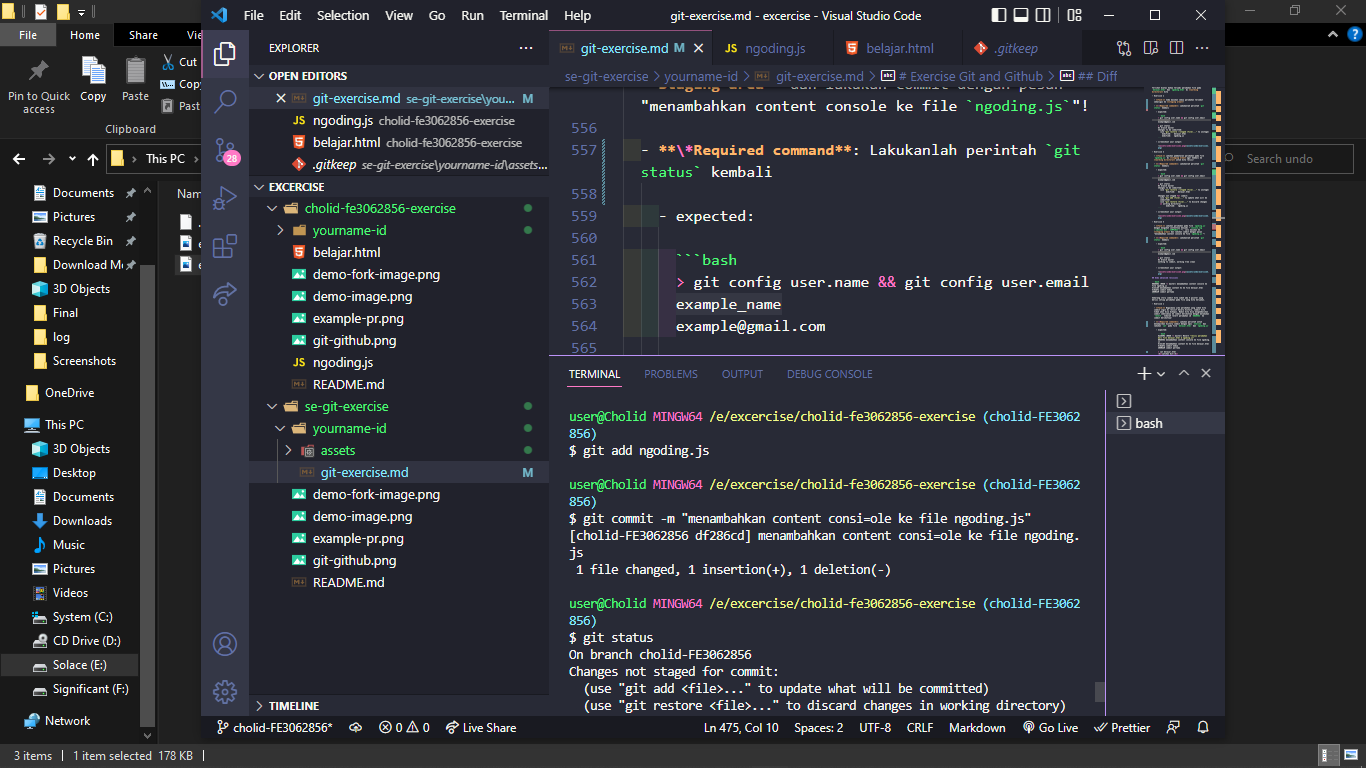 File Edit Selection View Go Run Terminal Help git-exercise.md - excercise - Visual Studio Code
File Home Share
Pin to Quick access
Copy
Paste
Cut
Clipboard
This PC
Search undo
Documents
Pictures
Recycle Bin
3D Objects
Final
log
Screenshots
OneDrive
This PC
3D Objects
Desktop
Documents
Downloads
Music
Pictures
Videos
System (C:)
CD Drive (D:)
Solace (E:)
Significant (F:)
Network
3 items 1 item selected 178 KB
EXPLORER
OPEN EDITORS
git-exercise.md se-git-exercise\you... M
ngoding.js cholid-fe3062856-exercise
belajar.html cholid-fe3062856-exercise
.gitkeep se-git-exercise\yourname-id\assets...
28
EXCERCISE
cholid-fe3062856-exercise
yourname-id
belajar.html
demo-fork-image.png
demo-image.png
example-pr.png
git-github.png
ngoding.js
README.md
se-git-exercise
yourname-id
assets
git-exercise.md M
demo-fork-image.png
demo-image.png
example-pr.png
git-github.png
README.md
TIMELINE
git-exercise.md M ngoding.js belajar.html .gitkeep
se-git-exercise > yourname-id > git-exercise.md > # Exercise Git and Github > ## Diff
"menambahkan content console ke file `ngoding.js`"!
556
557 - **\*Required command**: Lakukanlah perintah `git
status` kembali
558
559 - expected:
560
561 ```bash
562 > git config user.name && git config user.email
563 example_name
564 example@gmail.com
565
TERMINAL PROBLEMS OUTPUT DEBUG CONSOLE
bash
user@Cholid MINGW64 /e/excercise/cholid-fe3062856-exercise (cholid-FE3062
856)
$ git add ngoding.js
user@Cholid MINGW64 /e/excercise/cholid-fe3062856-exercise (cholid-FE3062
856)
$ git commit -m "menambahkan content consi=ole ke file ngoding.js"
[cholid-FE3062856 df286cd] menambahkan content consi=ole ke file ngoding.
js
1 file changed, 1 insertion(+), 1 deletion(-)
user@Cholid MINGW64 /e/excercise/cholid-fe3062856-exercise (cholid-FE3062
856)
$ git status
On branch cholid-FE3062856
Changes not staged for commit:
(use "git add <file>..." to update what will be committed)
(use "git restore <file>..." to discard changes in working directory)
cholid-FE3062856* 0 0 Live Share Ln 475, Col 10 Spaces: 2 UTF-8 CRLF Markdown Go Live Prettier